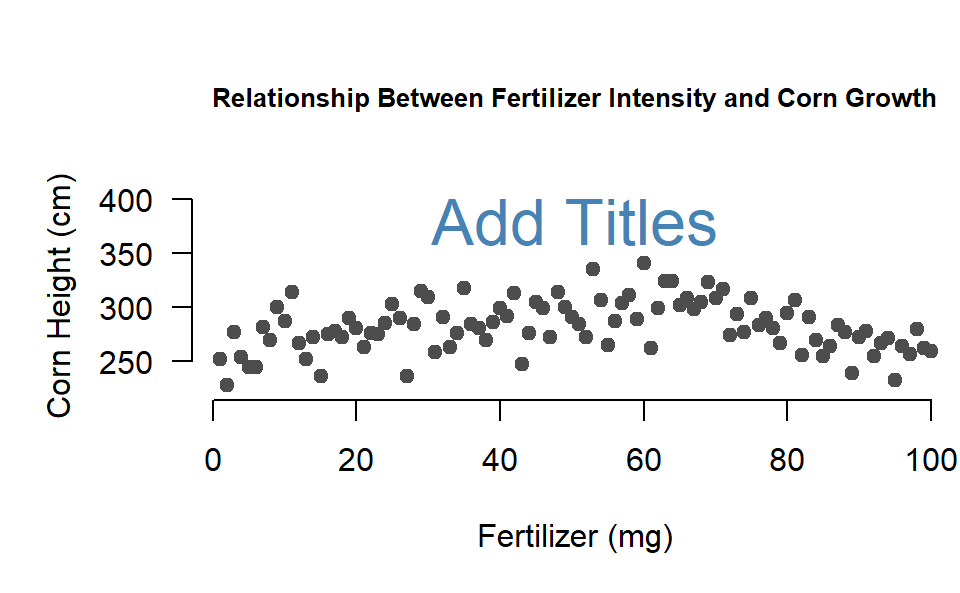 Relationship Between Fertilizer Intensity and Corn Growth
Add Titles
Corn Height (cm)
400
350
300
250
0 20 40 60 80 100
Fertilizer (mg)